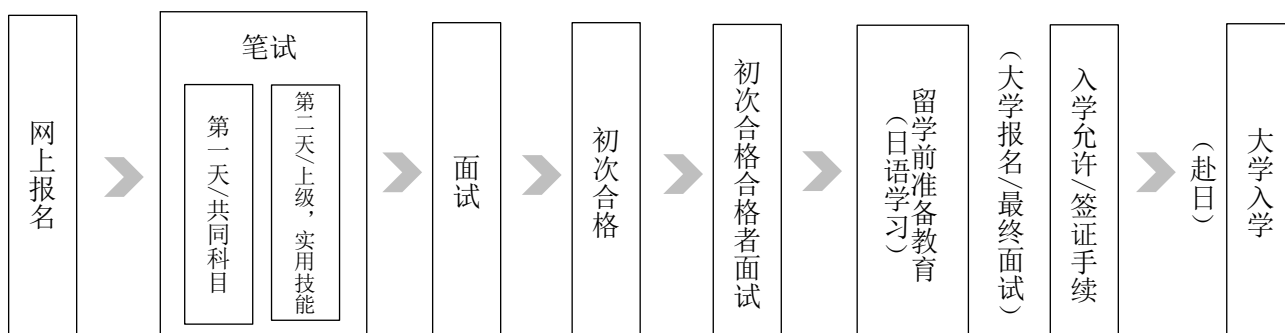 网上报名
笔试
第一天/共同科目
第二天/上级，实用技能
面试
初次合格
初次合格合格者面试
留学前准备教育
(日语学习)
(大学报名/最终面试)
入学允许/签证手续
大学入学
(赴日)